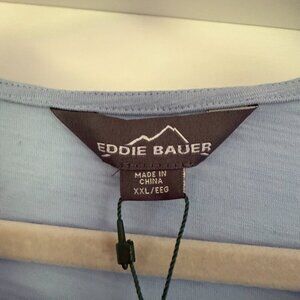 EDDIE BAUER
MADE IN
CHINA
XXL/EEG